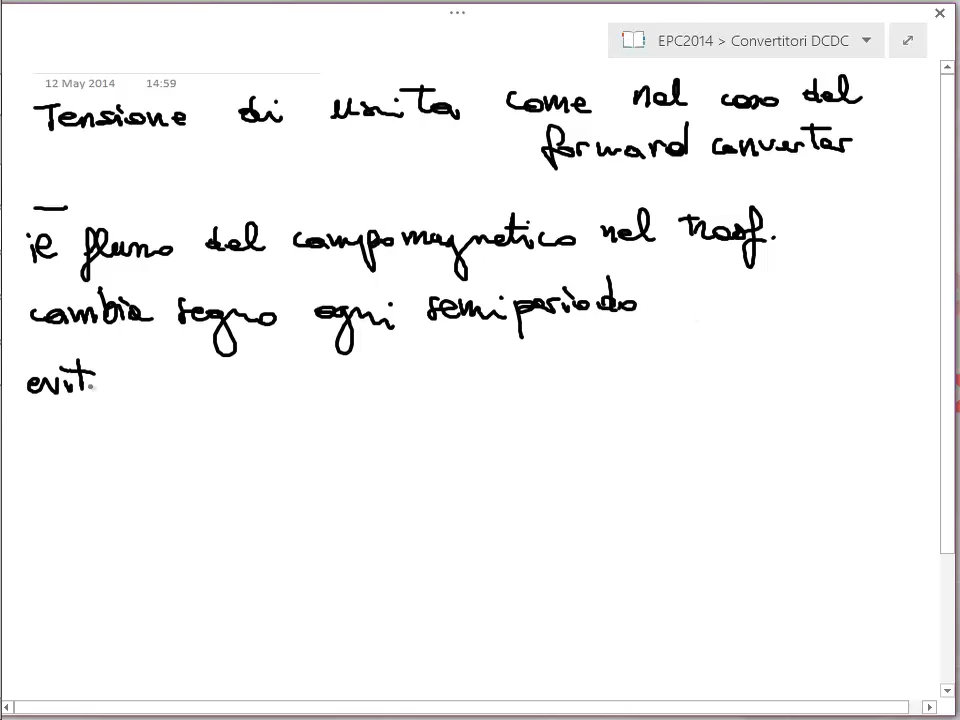 EPC2014 > Convertitori DCDC
12 May 2014 14:59
Tensione di uscita come nel caso del
forward converter
il flusso del campo magnetico nel trasf.
cambia segno ogni semiperiodo
evit